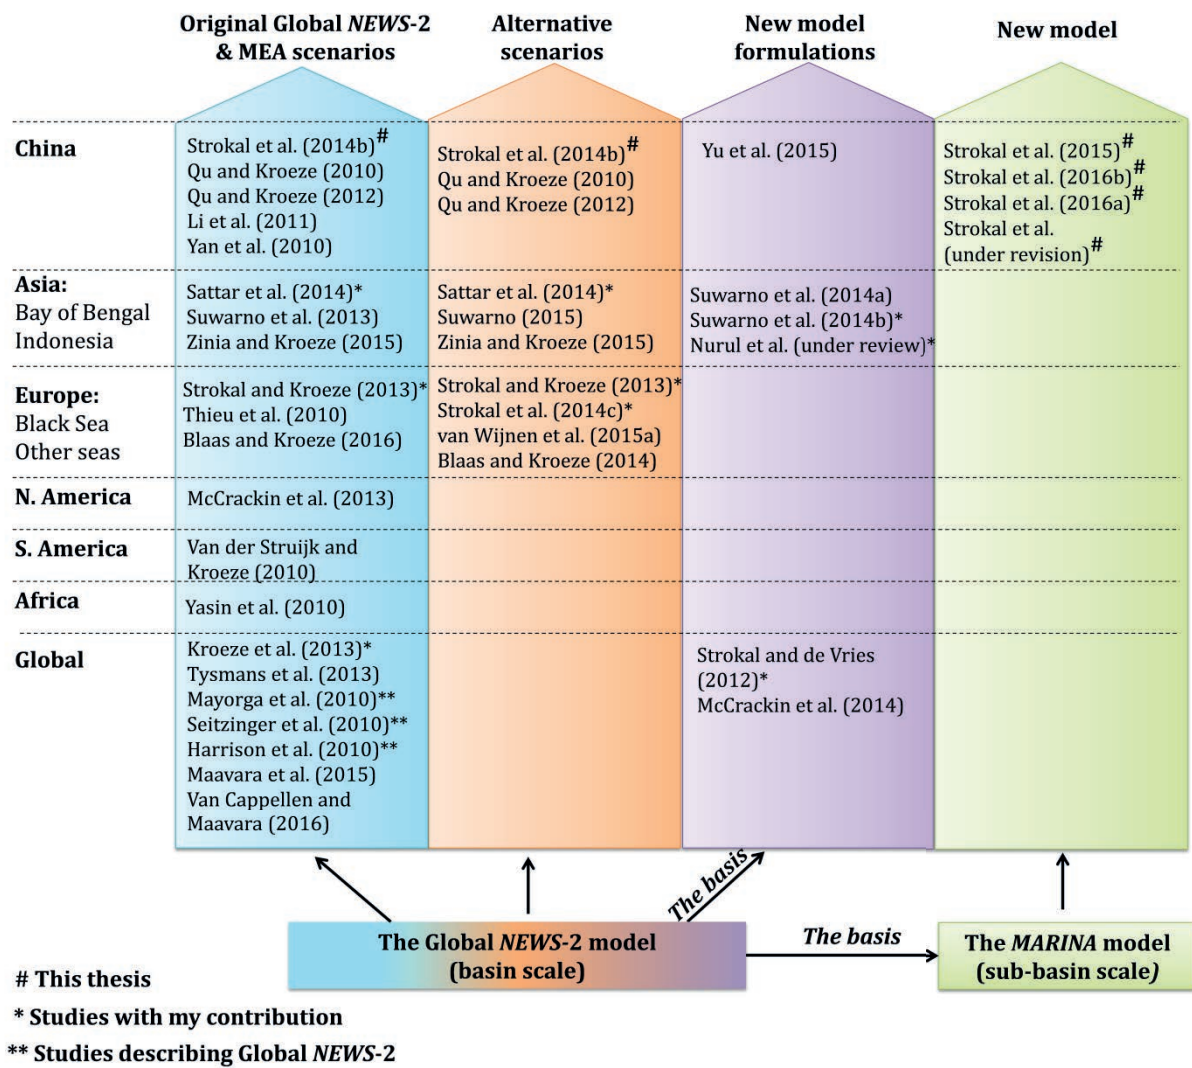 Original Global NEWS-2
& MEA scenarios
Alternative
scenarios
New model
formulations
New model
China
Strokal et al. (2014b)#
Qu and Kroeze (2010)
Qu and Kroeze (2012)
Li et al. (2011)
Yan et al. (2010)
Strokal et al. (2014b)#
Qu and Kroeze (2010)
Qu and Kroeze (2012)
Yu et al. (2015)
Strokal et al. (2015)#
Strokal et al. (2016b)#
Strokal et al. (2016a)#
Strokal et al.
(under revision)#
Asia:
Bay of Bengal
Indonesia
Sattar et al. (2014)*
Suwarno et al. 2013)
Zinia and Kroeze (2015)
Sattar et al. (2014)*
Suwarno (2015)
Zinia and Kroeze (2015)
Suwarno et al. 2014a)
Suwarno et al. (2014b)*
Nurul et al. (under review)*
Europe:
Black Sea
Other seas
Strokal and Kroeze (2013)*
Thieu et al. (2010)
Blaas and Kroeze (2016)
Strokal and Kroeze (2013)*
Strokal et al. (2014c)*
van Wijnen et al. (2015a)
Blaas and Kroeze (2014)
N. America
McCrackin et al. (2013)
S. America
Van der Struijk and
Kroeze (2010)
Africa
Yasin et al. (2010)
Global
Kroeze et al. (2013)*
Tysmans et al. (2013)
Mayorga et al. (2010)**
Seitzinger et al. (2010)**
Harrison et al. (2010)**
Maavara et al. (2015)
Van Cappellen and
Maavara (2016)
Strokal and de Vries
(2012)*
McCrackin et al. (2014)
The basis
The Global NEWS-2 model
(basin scale)
The basis
The MARINA model
(sub-basin scale)
# This thesis
* Studies with my contribution
** Studies describing Global NEWS-2